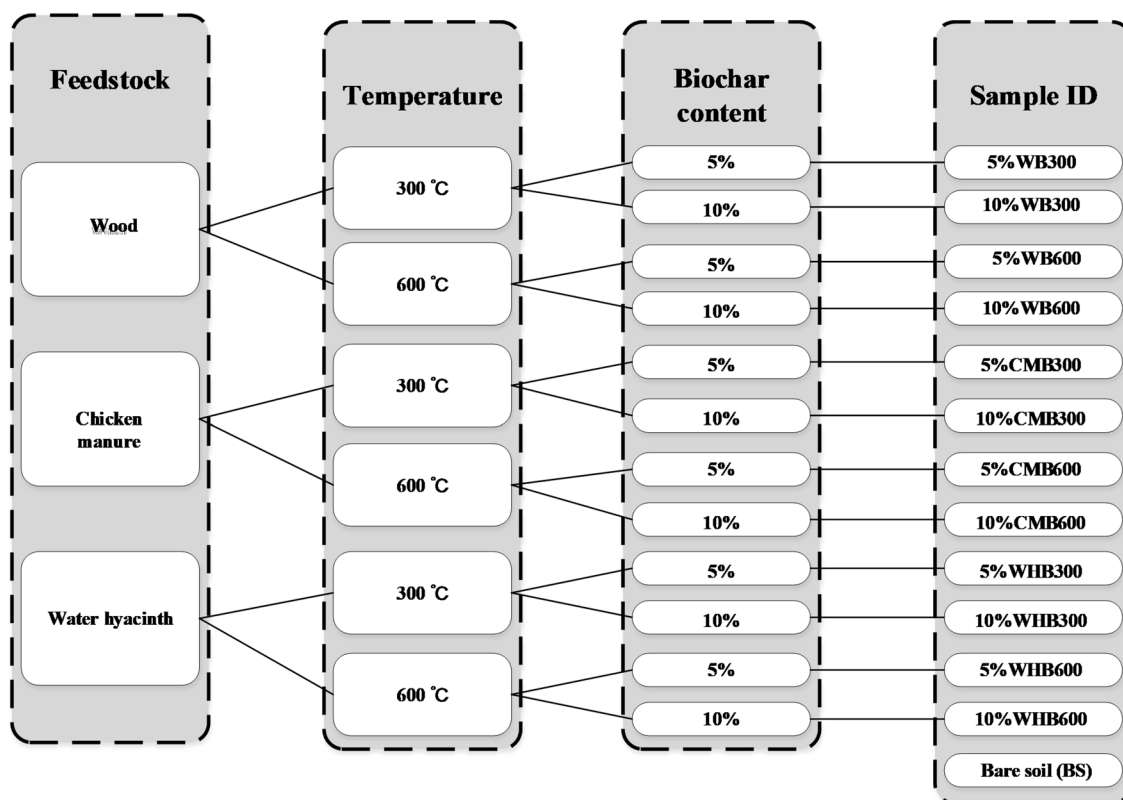 Feedstock
Temperature
Biochar
content
Sample ID
Wood
300 ℃
5%
5%WB300
10%
10%WB300
600 ℃
5%
5%WB600
10%
10%WB600
Chicken
manure
300 ℃
5%
5%CMB300
10%
10%CMB300
600 ℃
5%
5%CMB600
10%
10%CMB600
Water hyacinth
300 ℃
5%
5%WHB300
10%
10%WHB300
600 ℃
5%
5%WHB600
10%
10%WHB600
Bare soil (BS)